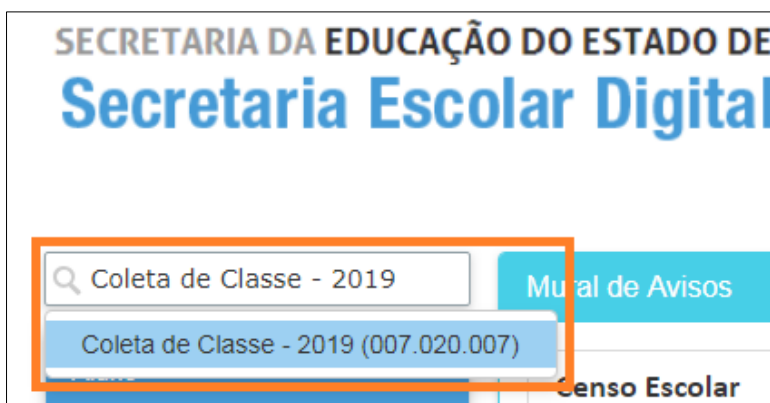 SECRETARIA DA EDUCAÇÃO DO ESTADO DE
Secretaria Escolar Digital
Coleta de Classe - 2019
Mural de Avisos
Coleta de Classe - 2019 (007.020.007)
Censo Escolar